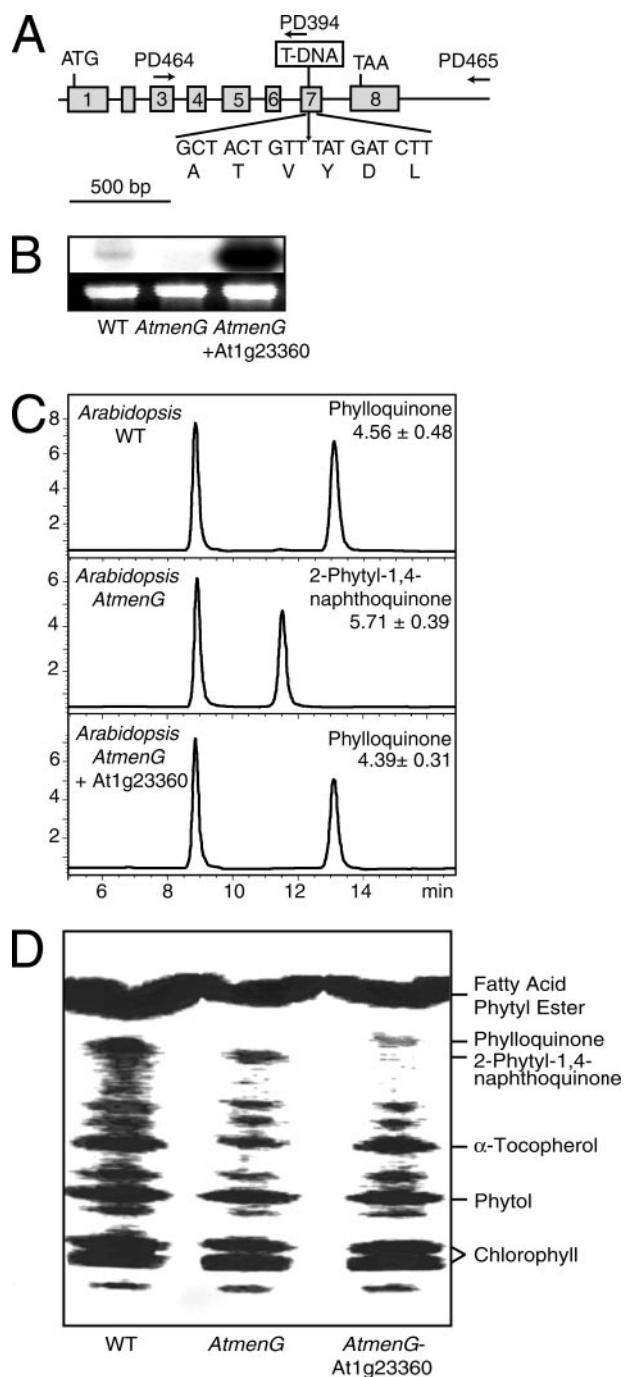 A
PD394
ATG PD464 T-DNA TAA PD465
1 3 4 5 6 7 8
GCT ACT GTT TAT GAT CTT
A T V Y D L
500 bp
B
WT AtmenG AtmenG
+At1g23360
C
Arabidopsis
WT
Phylloquinone
4.56 ± 0.48
8
6
4
2
Arabidopsis
AtmenG
2-Phytyl-1,4-
naphthoquinone
5.71 ± 0.39
6
4
2
Arabidopsis
AtmenG
+ At1g23360
Phylloquinone
4.39± 0.31
6
4
2
6 8 10 12 14 min
D
Fatty Acid
Phytyl Ester
Phylloquinone
2-Phytyl-1,4-
naphthoquinone
α-Tocopherol
Phytol
Chlorophyll
WT AtmenG AtmenG-
At1g23360